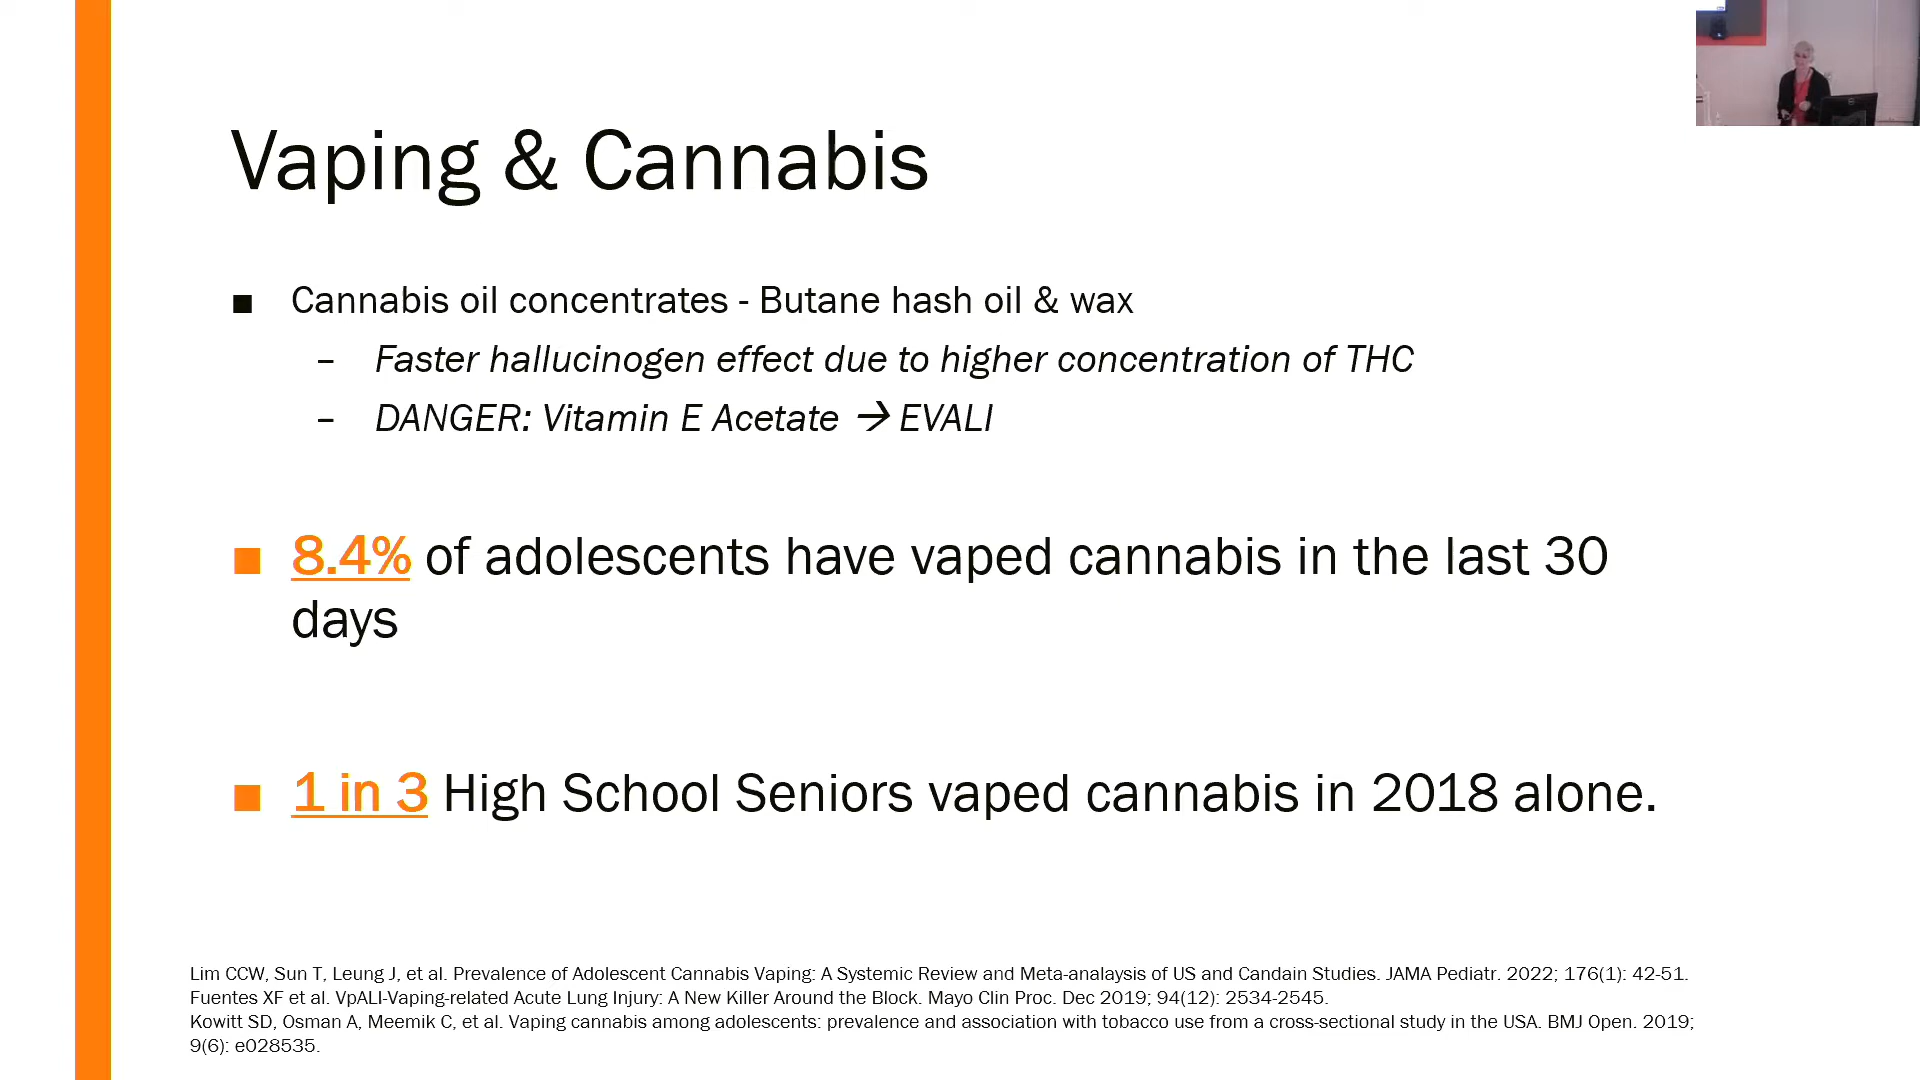 Vaping & Cannabis
■ Cannabis oil concentrates - Butane hash oil & wax
– Faster hallucinogen effect due to higher concentration of THC
– DANGER: Vitamin E Acetate → EVALI
■ 8.4% of adolescents have vaped cannabis in the last 30
days
■ 1 in 3 High School Seniors vaped cannabis in 2018 alone.
Lim CCW, Sun T, Leung J, et al. Prevalence of Adolescent Cannabis Vaping: A Systemic Review and Meta-analaysis of US and Candain Studies. JAMA Pediatr. 2022; 176(1): 42-51.
Fuentes XF et al. VpALI-Vaping-related Acute Lung Injury: A New Killer Around the Block. Mayo Clin Proc. Dec 2019; 94(12): 2534-2545.
Kowitt SD, Osman A, Meemik C, et al. Vaping cannabis among adolescents: prevalence and association with tobacco use from a cross-sectional study in the USA. BMJ Open. 2019;
9(6): e028535.